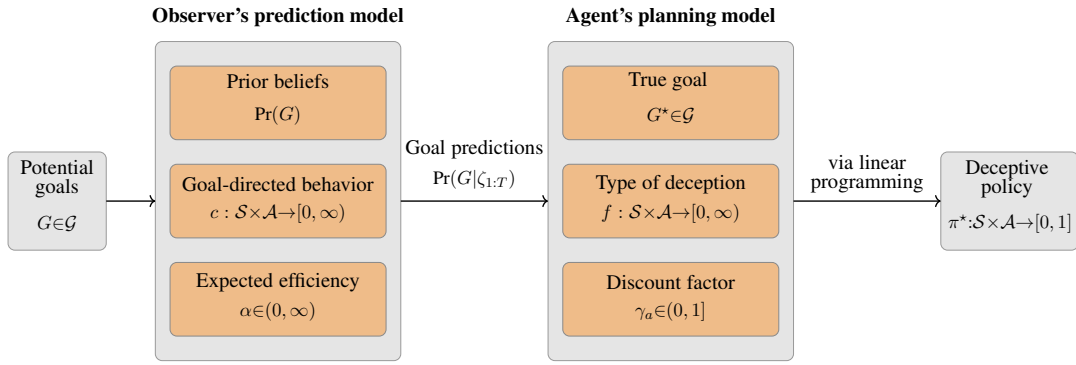 Observer's prediction model
Agent's planning model
Potential
goals
G∈𝒢
Prior beliefs
Pr(G)
Goal-directed behavior
c : 𝒮×𝒜→[0, ∞)
Expected efficiency
α∈(0, ∞)
Goal predictions
Pr(G|ζ₁:T)
True goal
G⋆∈𝒢
Type of deception
f : 𝒮×𝒜→[0, ∞)
Discount factor
γₐ∈(0, 1]
via linear
programming
Deceptive
policy
π⋆:𝒮×𝒜→[0, 1]